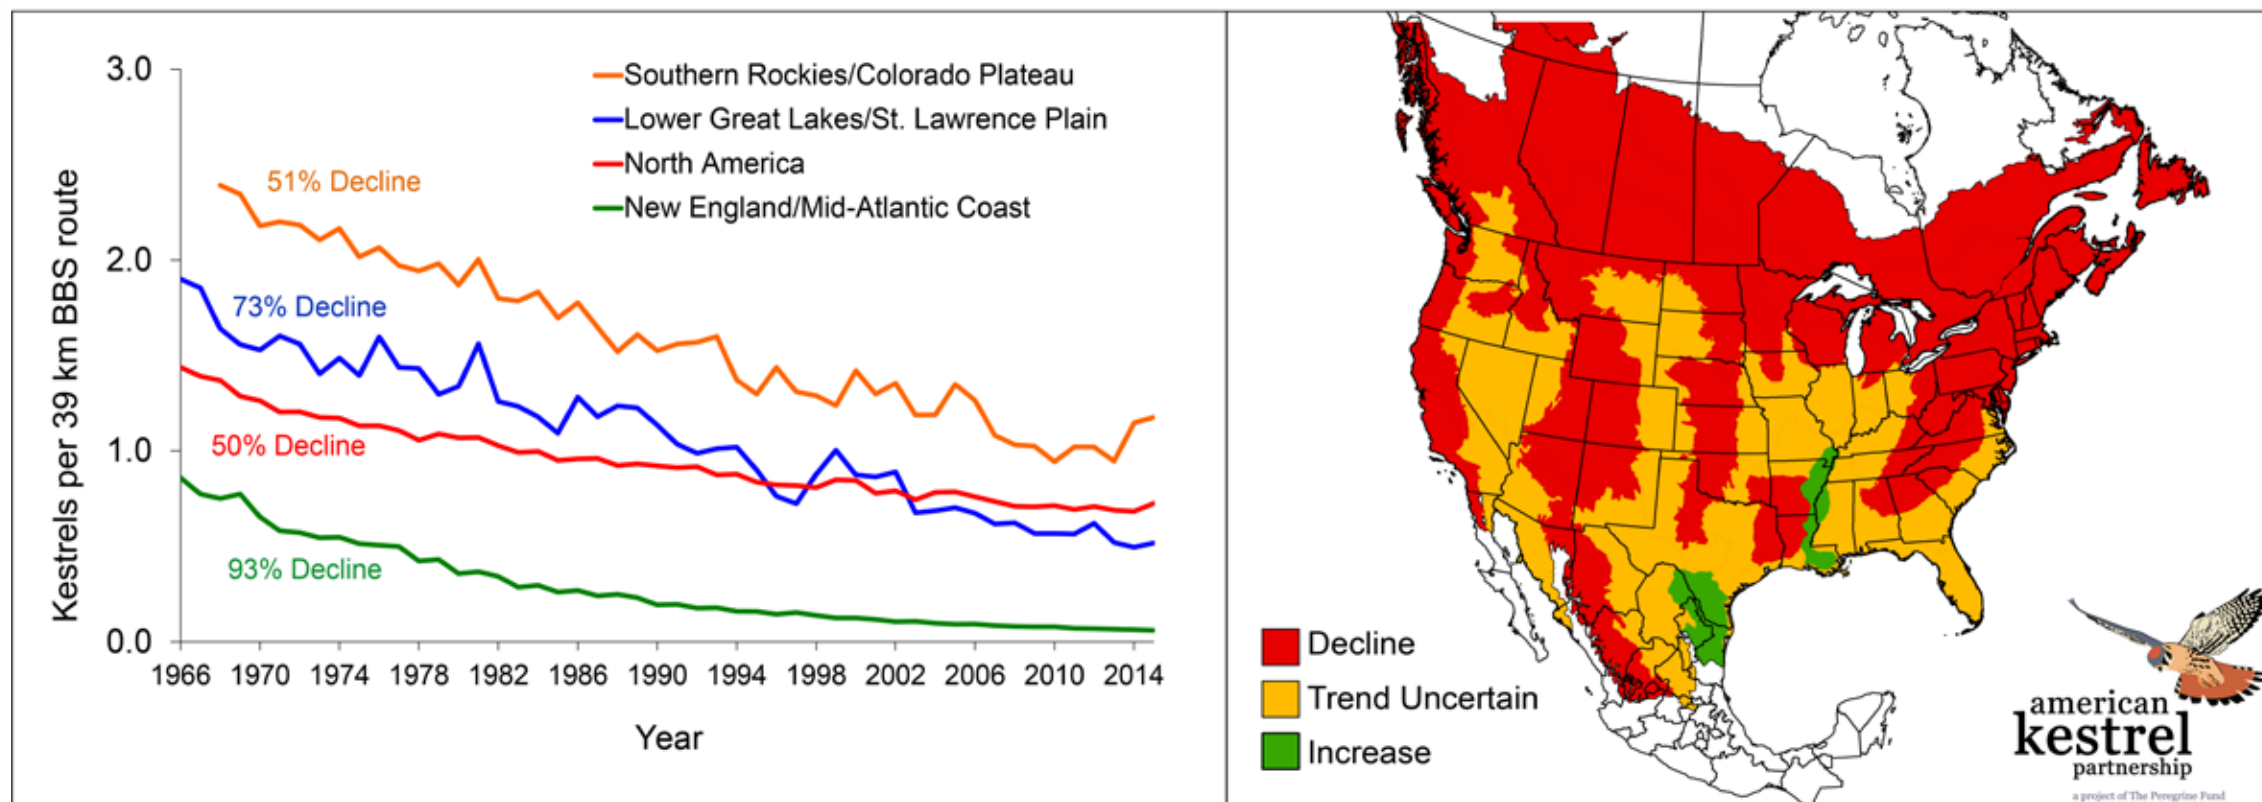 3.0
2.0
1.0
0.0
Kestrels per 39 km BBS route
Southern Rockies/Colorado Plateau
Lower Great Lakes/St. Lawrence Plain
North America
New England/Mid-Atlantic Coast
51% Decline
73% Decline
50% Decline
93% Decline
1966 1970 1974 1978 1982 1986 1990 1994 1998 2002 2006 2010 2014
Year
Decline
Trend Uncertain
Increase
american
kestrel
partnership
a project of The Peregrine Fund